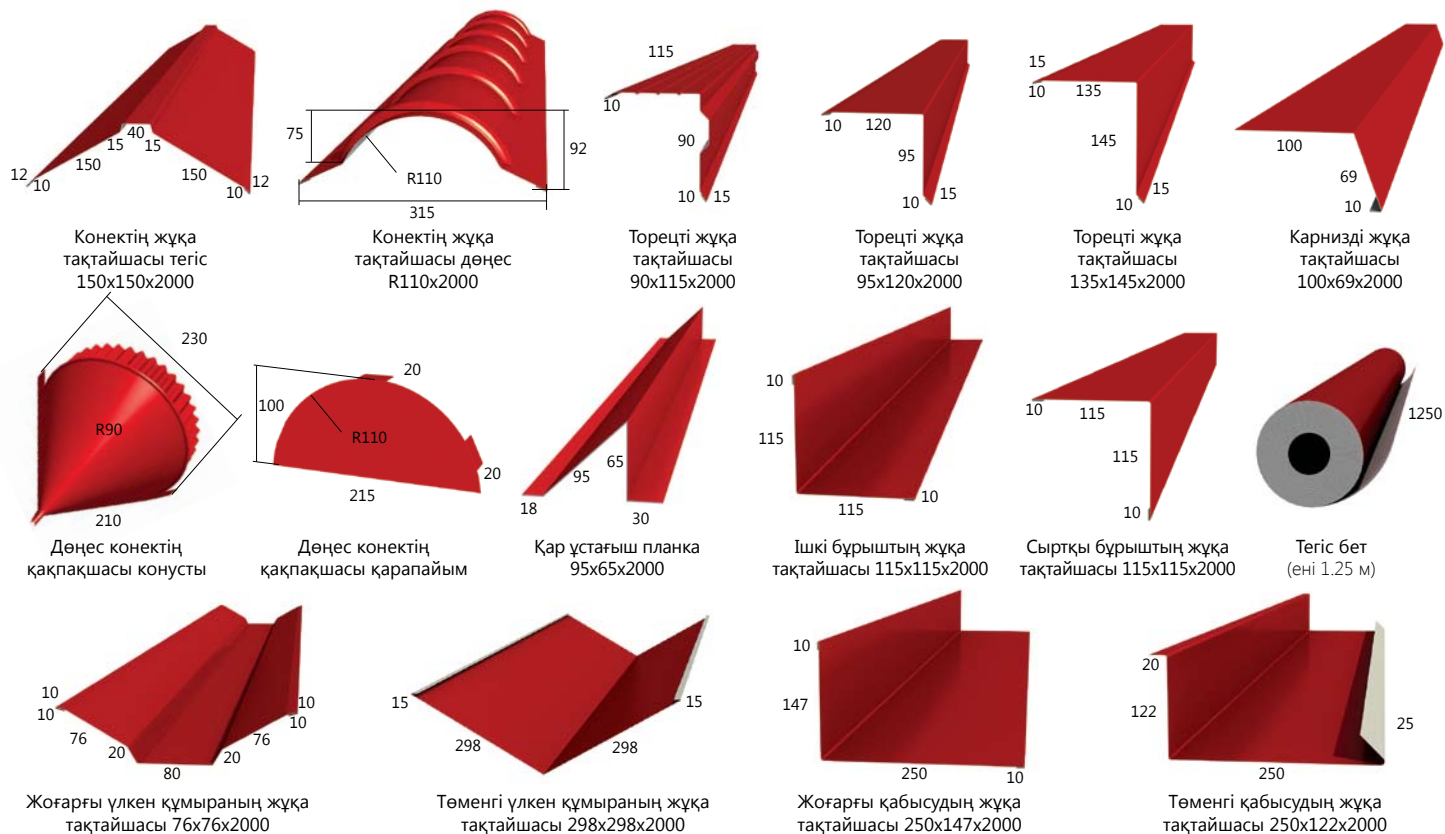 12
10
150
15
40
15
150
10
12
Конектің жұқа
тақтайшасы тегіс
150x150x2000
75
R110
92
315
Конектің жұқа
тақтайшасы дөңес
R110x2000
115
10
90
10
15
Торецті жұқа
тақтайшасы
90x115x2000
10
120
95
10
15
Торецті жұқа
тақтайшасы
95x120x2000
15
10
135
145
10
15
Торецті жұқа
тақтайшасы
135x145x2000
100
69
10
Карнизді жұқа
тақтайшасы
100x69x2000
230
R90
210
Дөңес конектің
қақпақшасы конусты
20
100
R110
20
215
Дөңес конектің
қақпақшасы қарапайым
95
65
18
30
Қар ұстағыш планка
95x65x2000
10
115
115
10
Ішкі бұрыштың жұқа
тақтайшасы 115x115x2000
10
115
115
10
Сыртқы бұрыштың жұқа
тақтайшасы 115x115x2000
1250
Тегіс бет
(ені 1.25 м)
10
10
76
20
80
20
76
10
10
Жоғарғы үлкен құмыраның жұқа
тақтайшасы 76x76x2000
15
298
298
15
Төменгі үлкен құмыраның жұқа
тақтайшасы 298x298x2000
10
147
250
10
Жоғарғы қабысудың жұқа
тақтайшасы 250x147x2000
20
122
250
25
Төменгі қабысудың жұқа
тақтайшасы 250x122x2000